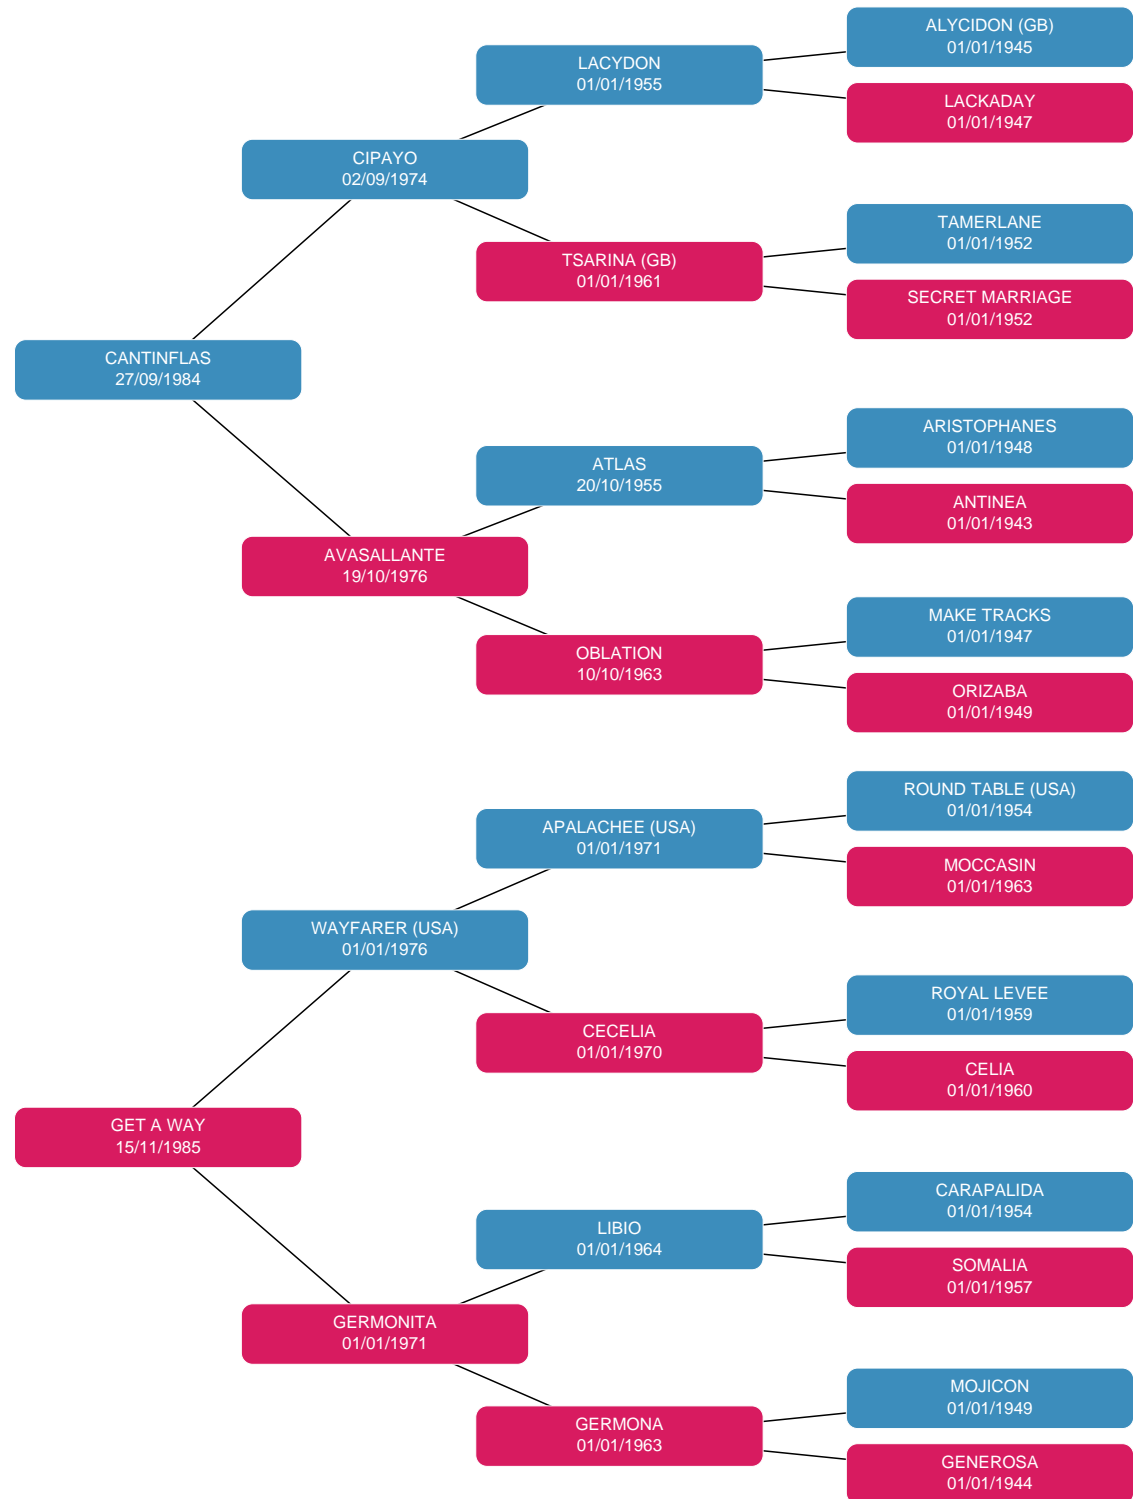 ALYCIDON (GB)
01/01/1945
LACYDON
01/01/1955
LACKADAY
01/01/1947
CIPAYO
02/09/1974
TAMERLANE
01/01/1952
TSARINA (GB)
01/01/1961
SECRET MARRIAGE
01/01/1952
CANTINFLAS
27/09/1984
ARISTOPHANES
01/01/1948
ATLAS
20/10/1955
ANTINEA
01/01/1943
AVASALLANTE
19/10/1976
MAKE TRACKS
01/01/1947
OBLATION
10/10/1963
ORIZABA
01/01/1949
ROUND TABLE (USA)
01/01/1954
APALACHEE (USA)
01/01/1971
MOCCASIN
01/01/1963
WAYFARER (USA)
01/01/1976
ROYAL LEVEE
01/01/1959
CECELIA
01/01/1970
CELIA
01/01/1960
GET A WAY
15/11/1985
CARAPALIDA
01/01/1954
LIBIO
01/01/1964
SOMALIA
01/01/1957
GERMONITA
01/01/1971
MOJICON
01/01/1949
GERMONA
01/01/1963
GENEROSA
01/01/1944